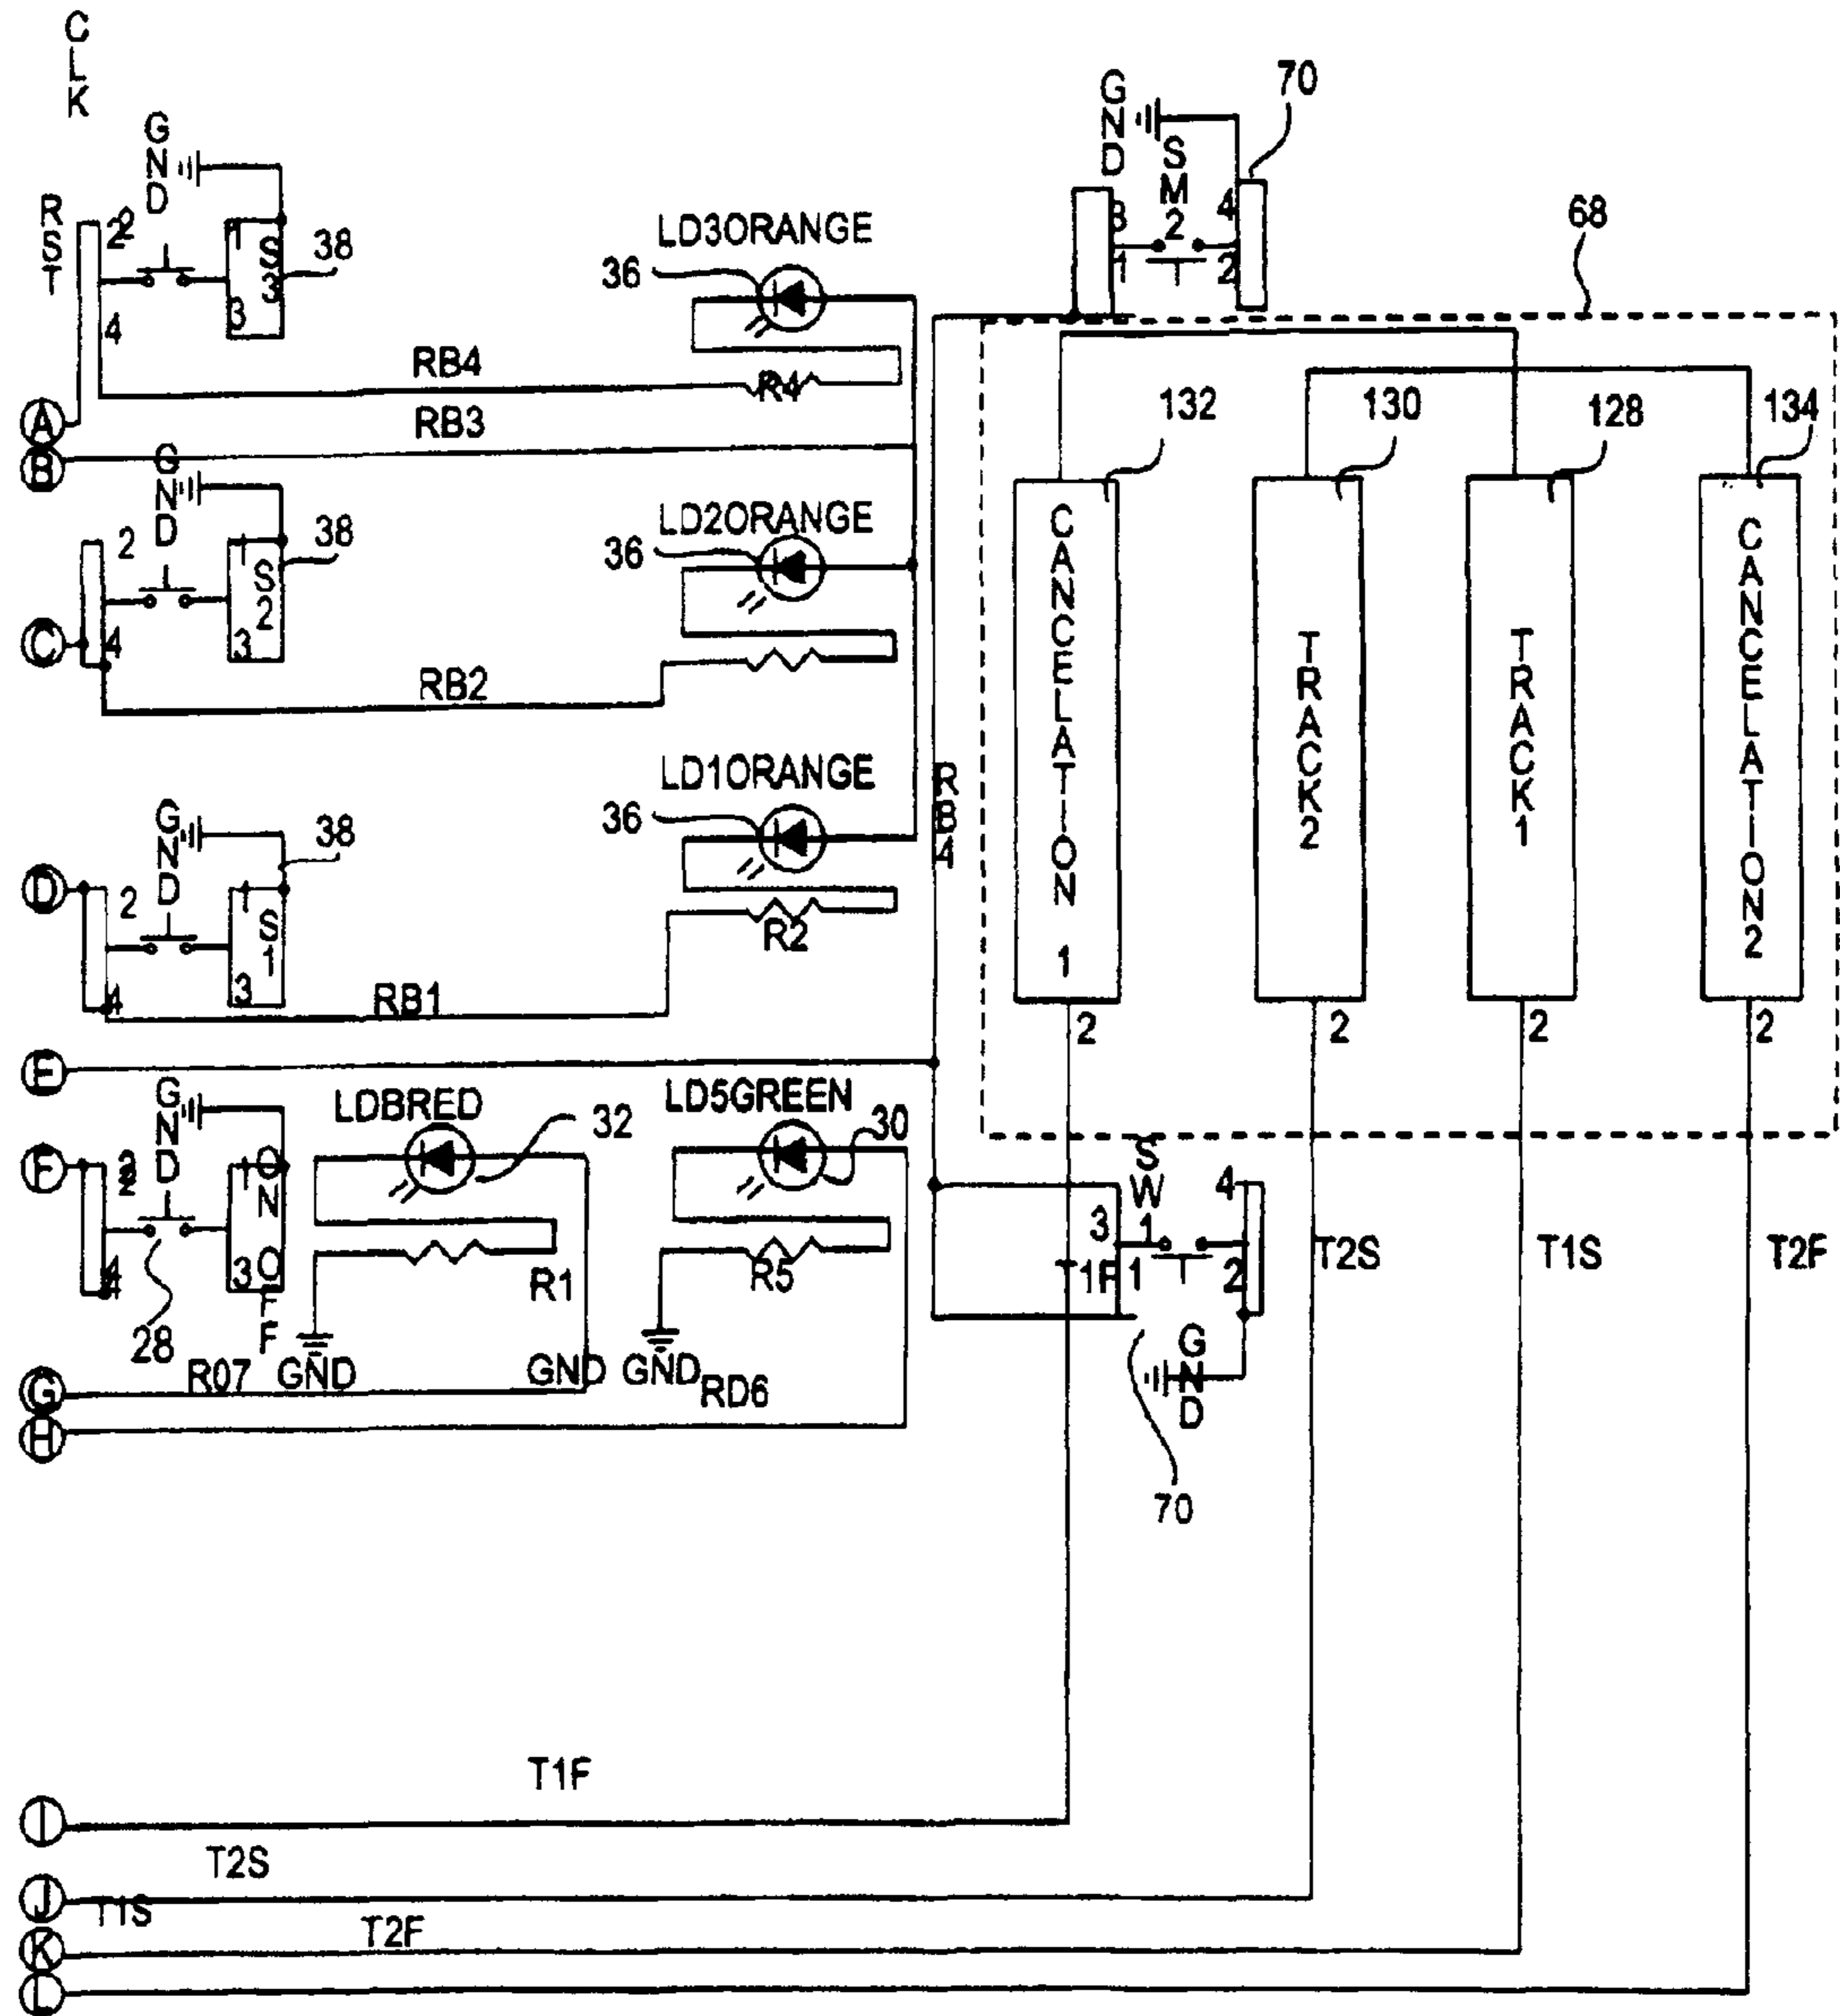 CLK
GND
70
GND
RST
SM2
3
4
68
2
1
S3
38
LD3ORANGE
1
2
36
3
4
RB4
R4
132
130
128
134
A
RB3
B
GND
LD2ORANGE
2
1
S2
38
36
CANCELATION 1
TRACK2
TRACK1
CANCELATION2
C
4
3
RB2
LD1ORANGE
RB4
GND
38
36
D
2
1
S1
R2
4
3
RB1
2
2
2
2
E
GND
LDBRED
32
LD5GREEN
30
F
2
1
ON OFF
SW1
4
3
4
3
T1F
1
2
T2S
T1S
T2F
28
R1
R5
R07
GND
GND
GND
RD6
GND
G
H
70
T1F
I
T2S
J
T1S
T2F
K
L